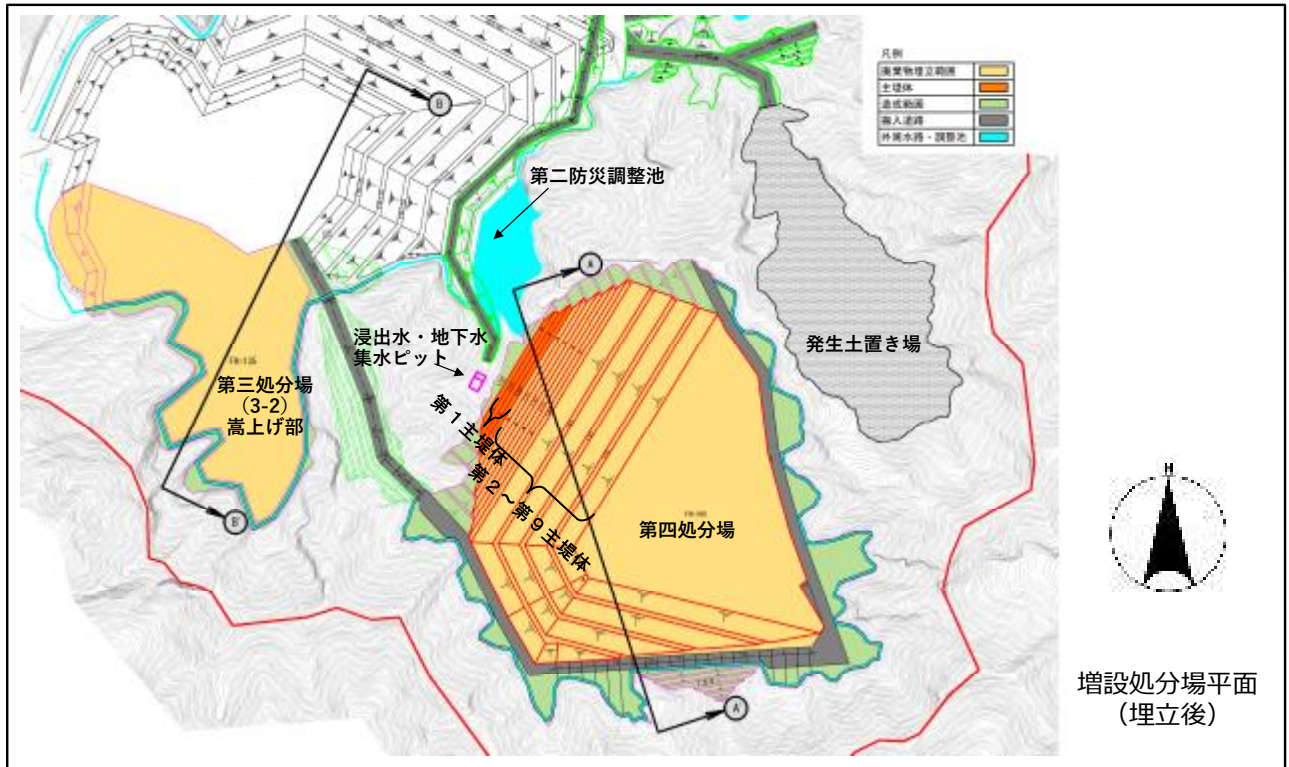 凡例
廃棄物埋立範囲
主堤体
造成範囲
搬入道路
外周水路・調整池
B
第二防災調整池
A
浸出水・地下水
集水ピット
発生土置き場
第三処分場
(3-2)
嵩上げ部
第1主堤体
第2~第9主堤体
第四処分場
B
A
増設処分場平面
(埋立後)